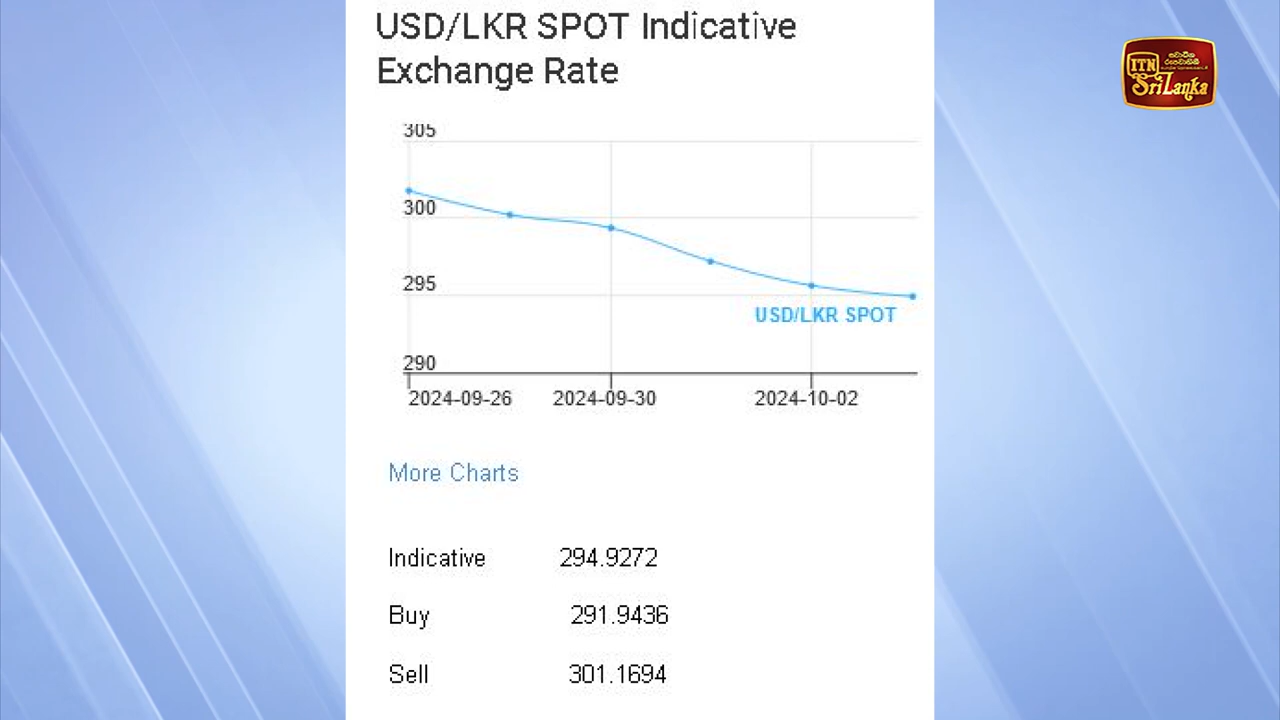 USD/LKR SPOT Indicative
Exchange Rate
305
300
295
290
USD/LKR SPOT
2024-09-26 2024-09-30 2024-10-02
More Charts
Indicative 294.9272
Buy 291.9436
Sell 301.1694
ITN
Sri Lanka